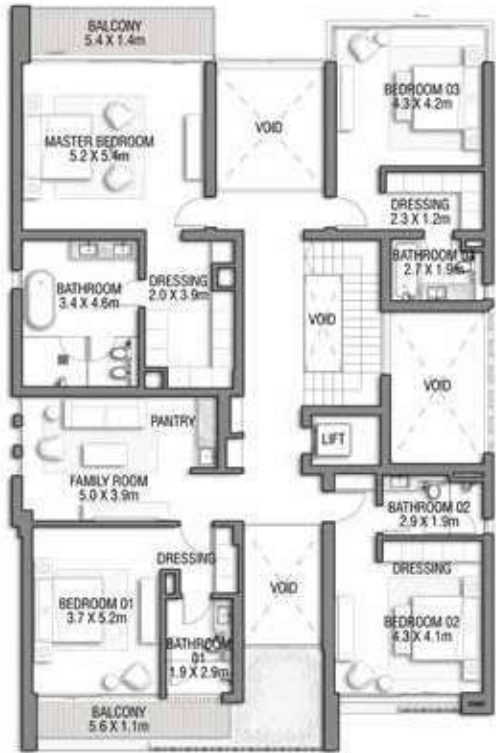 BALCONY
5.4 X 1.4m
BEDROOM 03
4.3 X 4.2m
VOID
MASTER BEDROOM
5.2 X 5.4m
DRESSING
2.3 X 1.2m
BATHROOM 03
2.7 X 1.9m
BATHROOM
3.4 X 4.6m
DRESSING
2.0 X 3.9m
VOID
VOID
PANTRY
LIFT
FAMILY ROOM
5.0 X 3.9m
BATHROOM 02
2.9 X 1.9m
DRESSING
DRESSING
VOID
BEDROOM 01
3.7 X 5.2m
BEDROOM 02
4.3 X 4.1m
BATHROOM
01
1.9 X 2.9m
BALCONY
5.6 X 1.1m